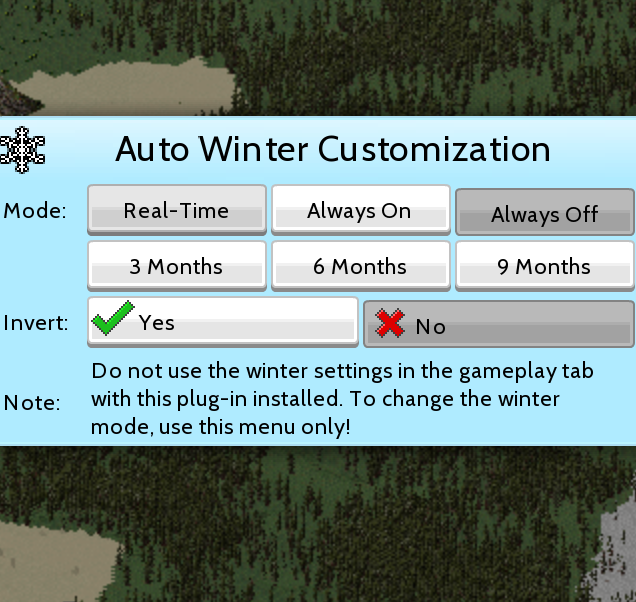 Auto Winter Customization
Mode: Real-Time Always On Always Off
3 Months 6 Months 9 Months
Invert: Yes No
Note: Do not use the winter settings in the gameplay tab
with this plug-in installed. To change the winter
mode, use this menu only!